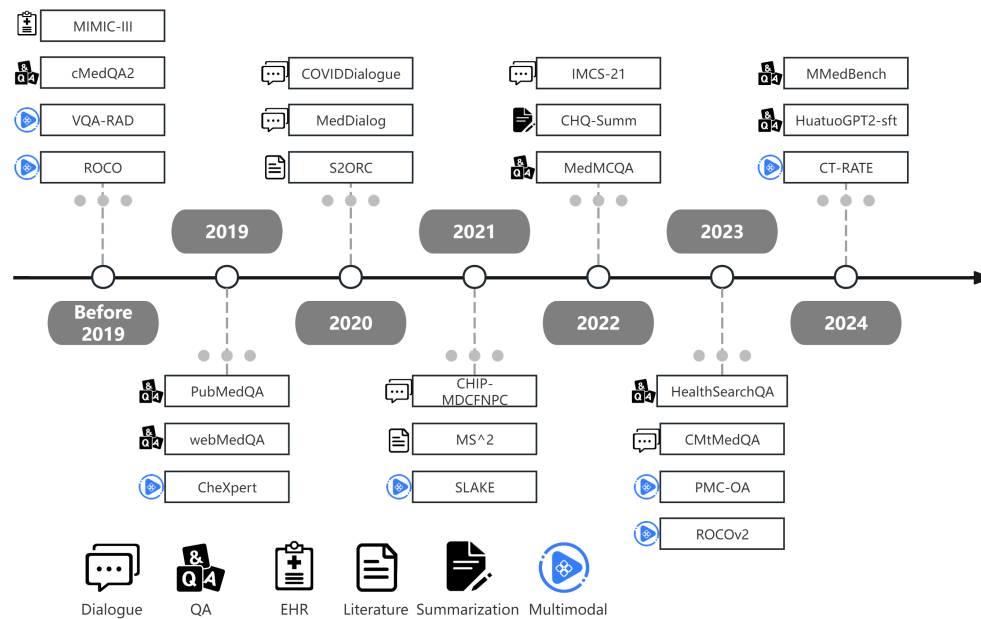 MIMIC-III
cMedQA2
VQA-RAD
ROCO
COVIDDialogue
MedDialog
S2ORC
IMCS-21
CHQ-Summ
MedMCQA
MMedBench
HuatuoGPT2-sft
CT-RATE
2019
2021
2023
Before
2019
2020
2022
2024
& Q A
PubMedQA
webMedQA
CheXpert
CHIP-
MDCFNPC
MS^2
SLAKE
HealthSearchQA
CMtMedQA
PMC-OA
ROCOv2
Dialogue
QA
EHR
Literature
Summarization
Multimodal